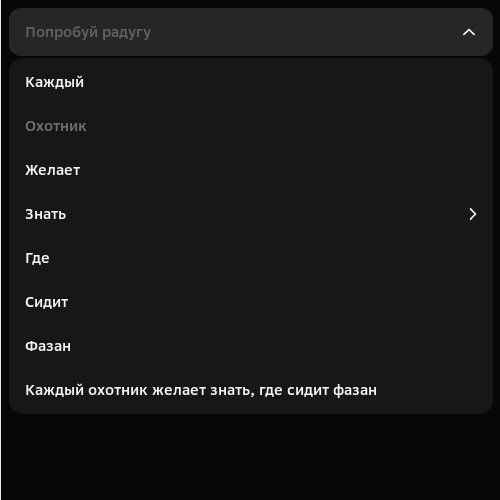 Попробуй радугу
Каждый
Охотник
Желает
Знать
Где
Сидит
Фазан
Каждый охотник желает знать, где сидит фазан